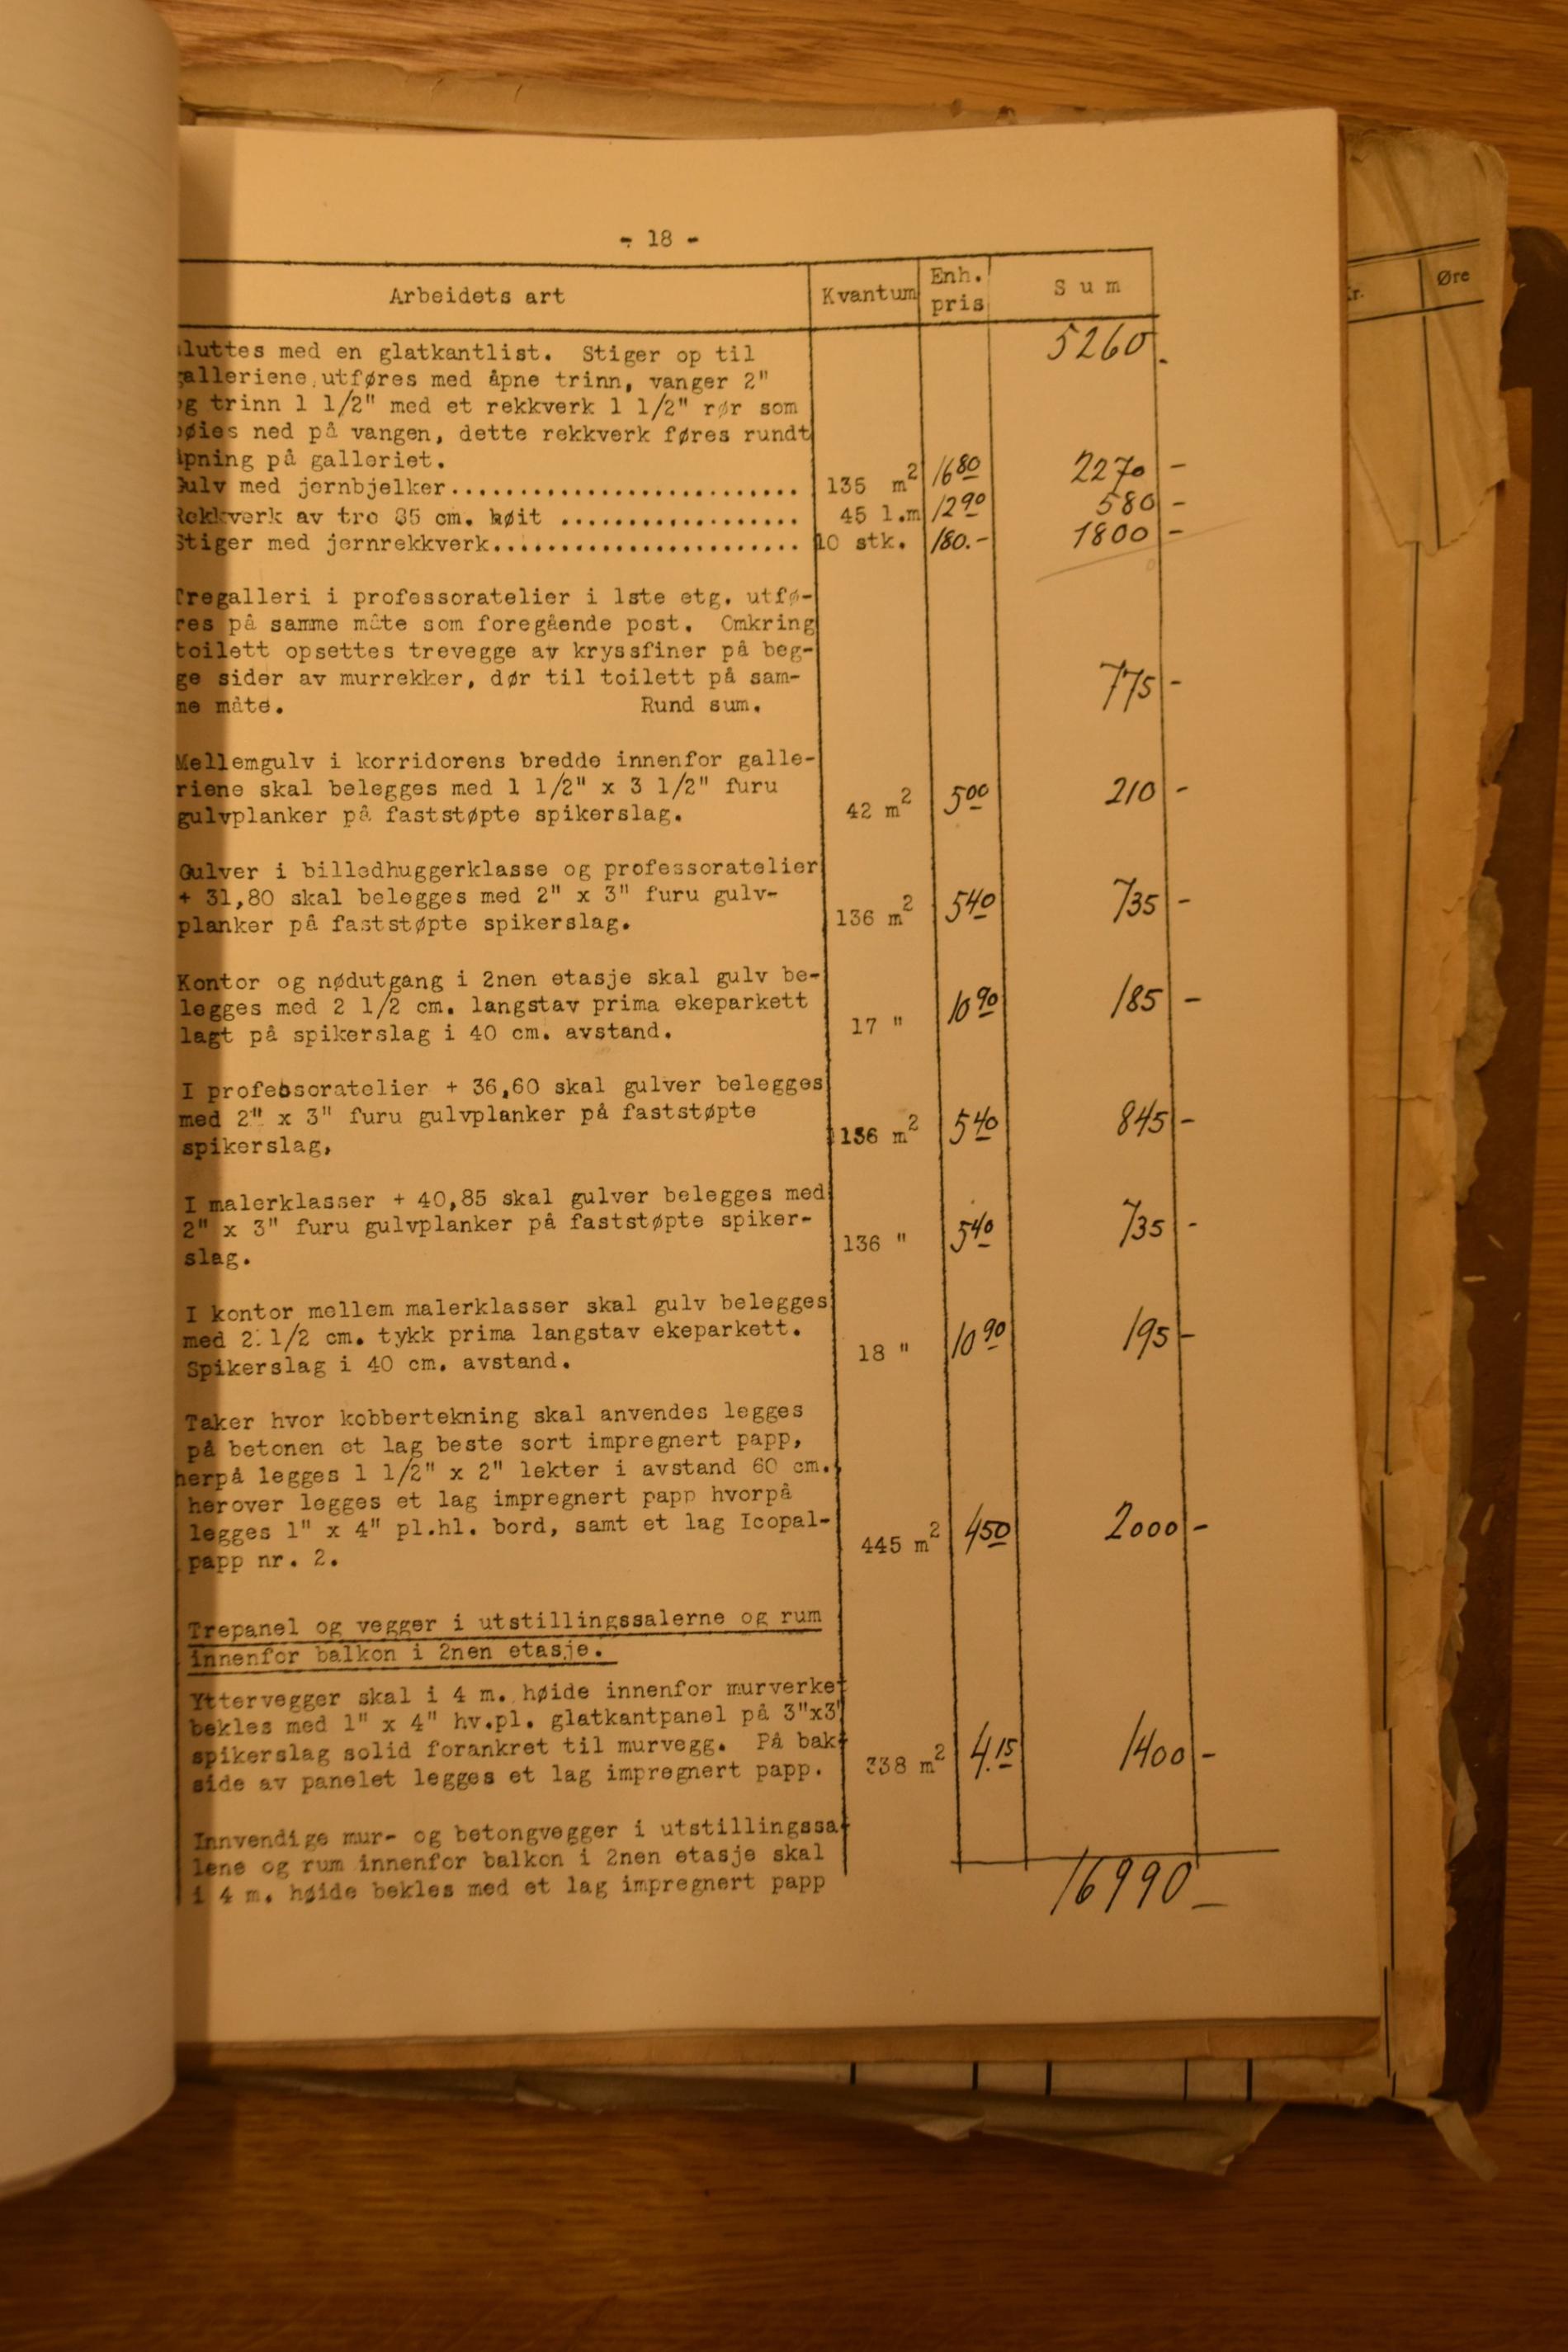 - 18 -
Arbeidets art Kvantum Enh. pris Sum
luttes med en glatkantlist. Stiger op til 5260.
alleriene utføres med åpne trinn, vanger 2"
g trinn 1 1/2" med et rekkverk 1 1/2" rør som
øies ned på vangen, dette rekkverk føres rundt
pning på galleriet.
Gulv med jernbjelker.......................... 135 m2 16 80 2270 -
Rekkverk av tre 85 cm. høit .................. 45 l.m 12 90 580 -
Stiger med jernrekkverk....................... 10 stk. 180.- 1800 -
Tregalleri i professoratelier i 1ste etg. utfø-
res på samme måte som foregående post. Omkring
toilett opsettes trevegge av kryssfiner på beg-
ge sider av murrekker, dør til toilett på sam-
me måte. Rund sum. 775 -
Mellemgulv i korridorens bredde innenfor galle-
riene skal belegges med 1 1/2" x 3 1/2" furu
gulvplanker på faststøpte spikerslag. 42 m2 5 00 210 -
Gulver i billedhuggerklasse og professoratelier
+ 31,80 skal belegges med 2" x 3" furu gulv-
planker på faststøpte spikerslag. 136 m2 5 40 735 -
Kontor og nødutgang i 2nen etasje skal gulv be-
legges med 2 1/2 cm. langstav prima ekeparkett
lagt på spikerslag i 40 cm. avstand. 17 " 10 90 185 -
I professoratelier + 36,60 skal gulver belegges
med 2" x 3" furu gulvplanker på faststøpte
spikerslag, 156 m2 5 40 845 -
I malerklasser + 40,85 skal gulver belegges med
2" x 3" furu gulvplanker på faststøpte spiker-
slag. 136 " 5 40 735 -
I kontor mellem malerklasser skal gulv belegges
med 2 1/2 cm. tykk prima langstav ekeparkett.
Spikerslag i 40 cm. avstand. 18 " 10 90 195 -
Taker hvor kobbertekning skal anvendes legges
på betonen et lag beste sort impregnert papp,
herpå legges 1 1/2" x 2" lekter i avstand 60 cm.
herover legges et lag impregnert papp hvorpå
legges 1" x 4" pl.hl. bord, samt et lag Icopal-
papp nr. 2. 445 m2 4 50 2000 -
Trepanel og vegger i utstillingssalerne og rum
innenfor balkon i 2nen etasje.
Yttervegger skal i 4 m. høide innenfor murverket
bekles med 1" x 4" hv.pl. glatkantpanel på 3"x3"
spikerslag solid forankret til murvegg. På bak-
side av panelet legges et lag impregnert papp. 338 m2 4.15 1400 -
Innvendige mur- og betongvegger i utstillingssa-
lene og rum innenfor balkon i 2nen etasje skal
i 4 m. høide bekles med et lag impregnert papp
16990 -
r. Øre